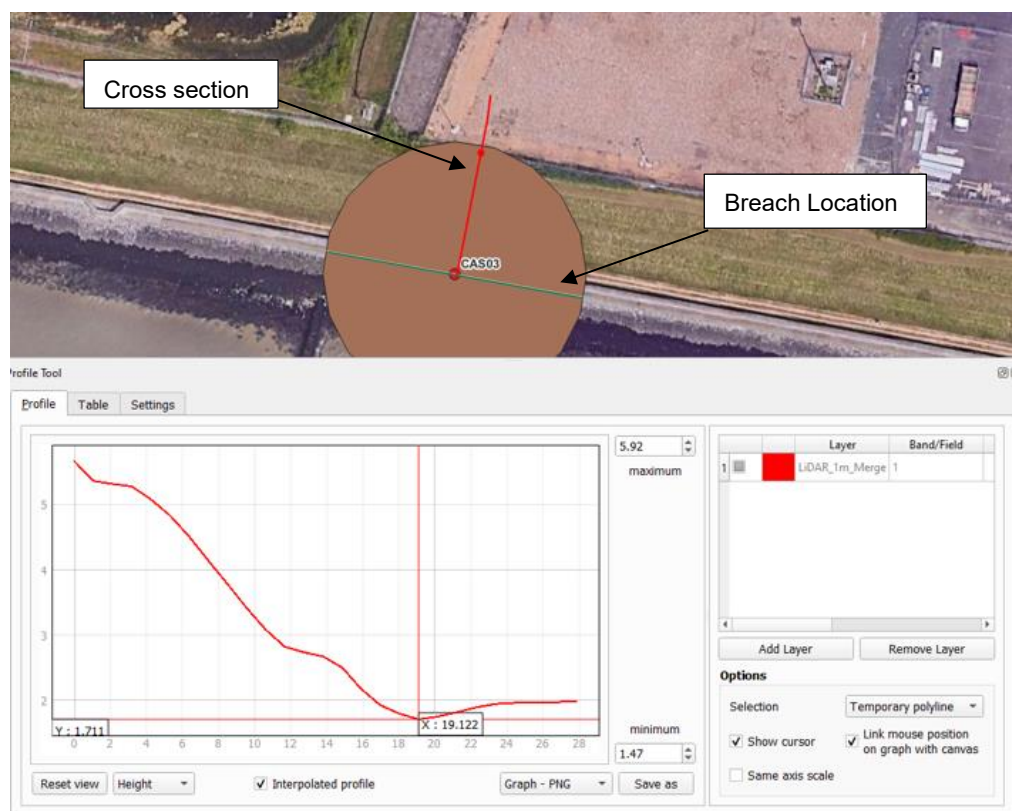 Cross section
Breach Location
CAS03
Profile Tool
Profile Table Settings
5.92
maximum
5
4
3
2
Y : 1.711
X : 19.122
0 2 4 6 8 10 12 14 16 18 20 22 24 26 28
minimum
1.47
Reset view Height Interpolated profile Graph - PNG Save as
Layer Band/Field
1 LiDAR_1m_Merge 1
Add Layer Remove Layer
Options
Selection Temporary polyline
Show cursor Link mouse position
on graph with canvas
Same axis scale